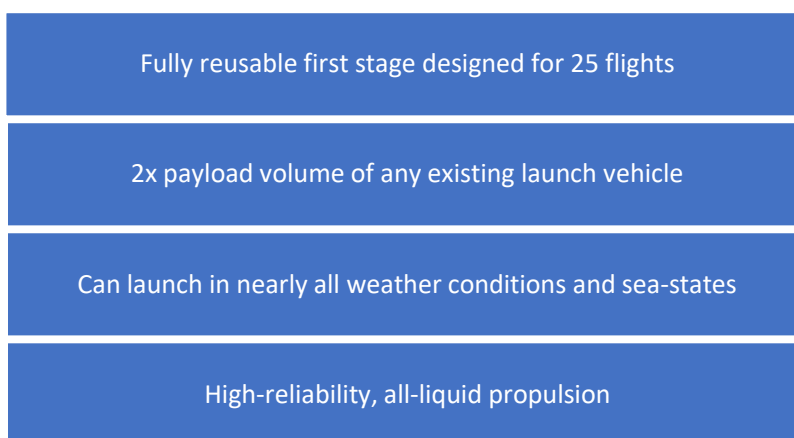 Fully reusable first stage designed for 25 flights
2x payload volume of any existing launch vehicle
Can launch in nearly all weather conditions and sea-states
High-reliability, all-liquid propulsion